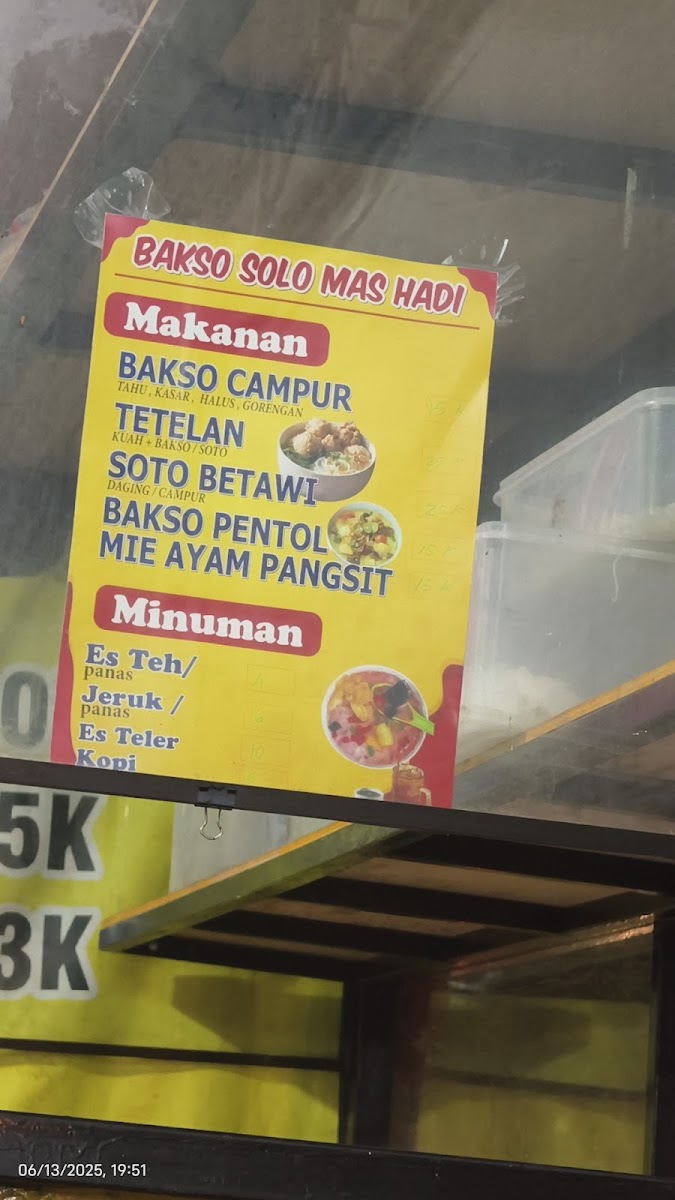 BAKSO SOLO MAS HADI
Makanan
BAKSO CAMPUR
TAHU, KASAR, HALUS, GORENGAN
TETELAN
KUAH + BAKSO / SOTO
SOTO BETAWI
DAGING / CAMPUR
BAKSO PENTOL
MIE AYAM PANGSIT
Minuman
Es Teh/
panas
Jeruk /
panas
Es Teler
10
Kopi
5K
3K
06/13/2025, 19:51